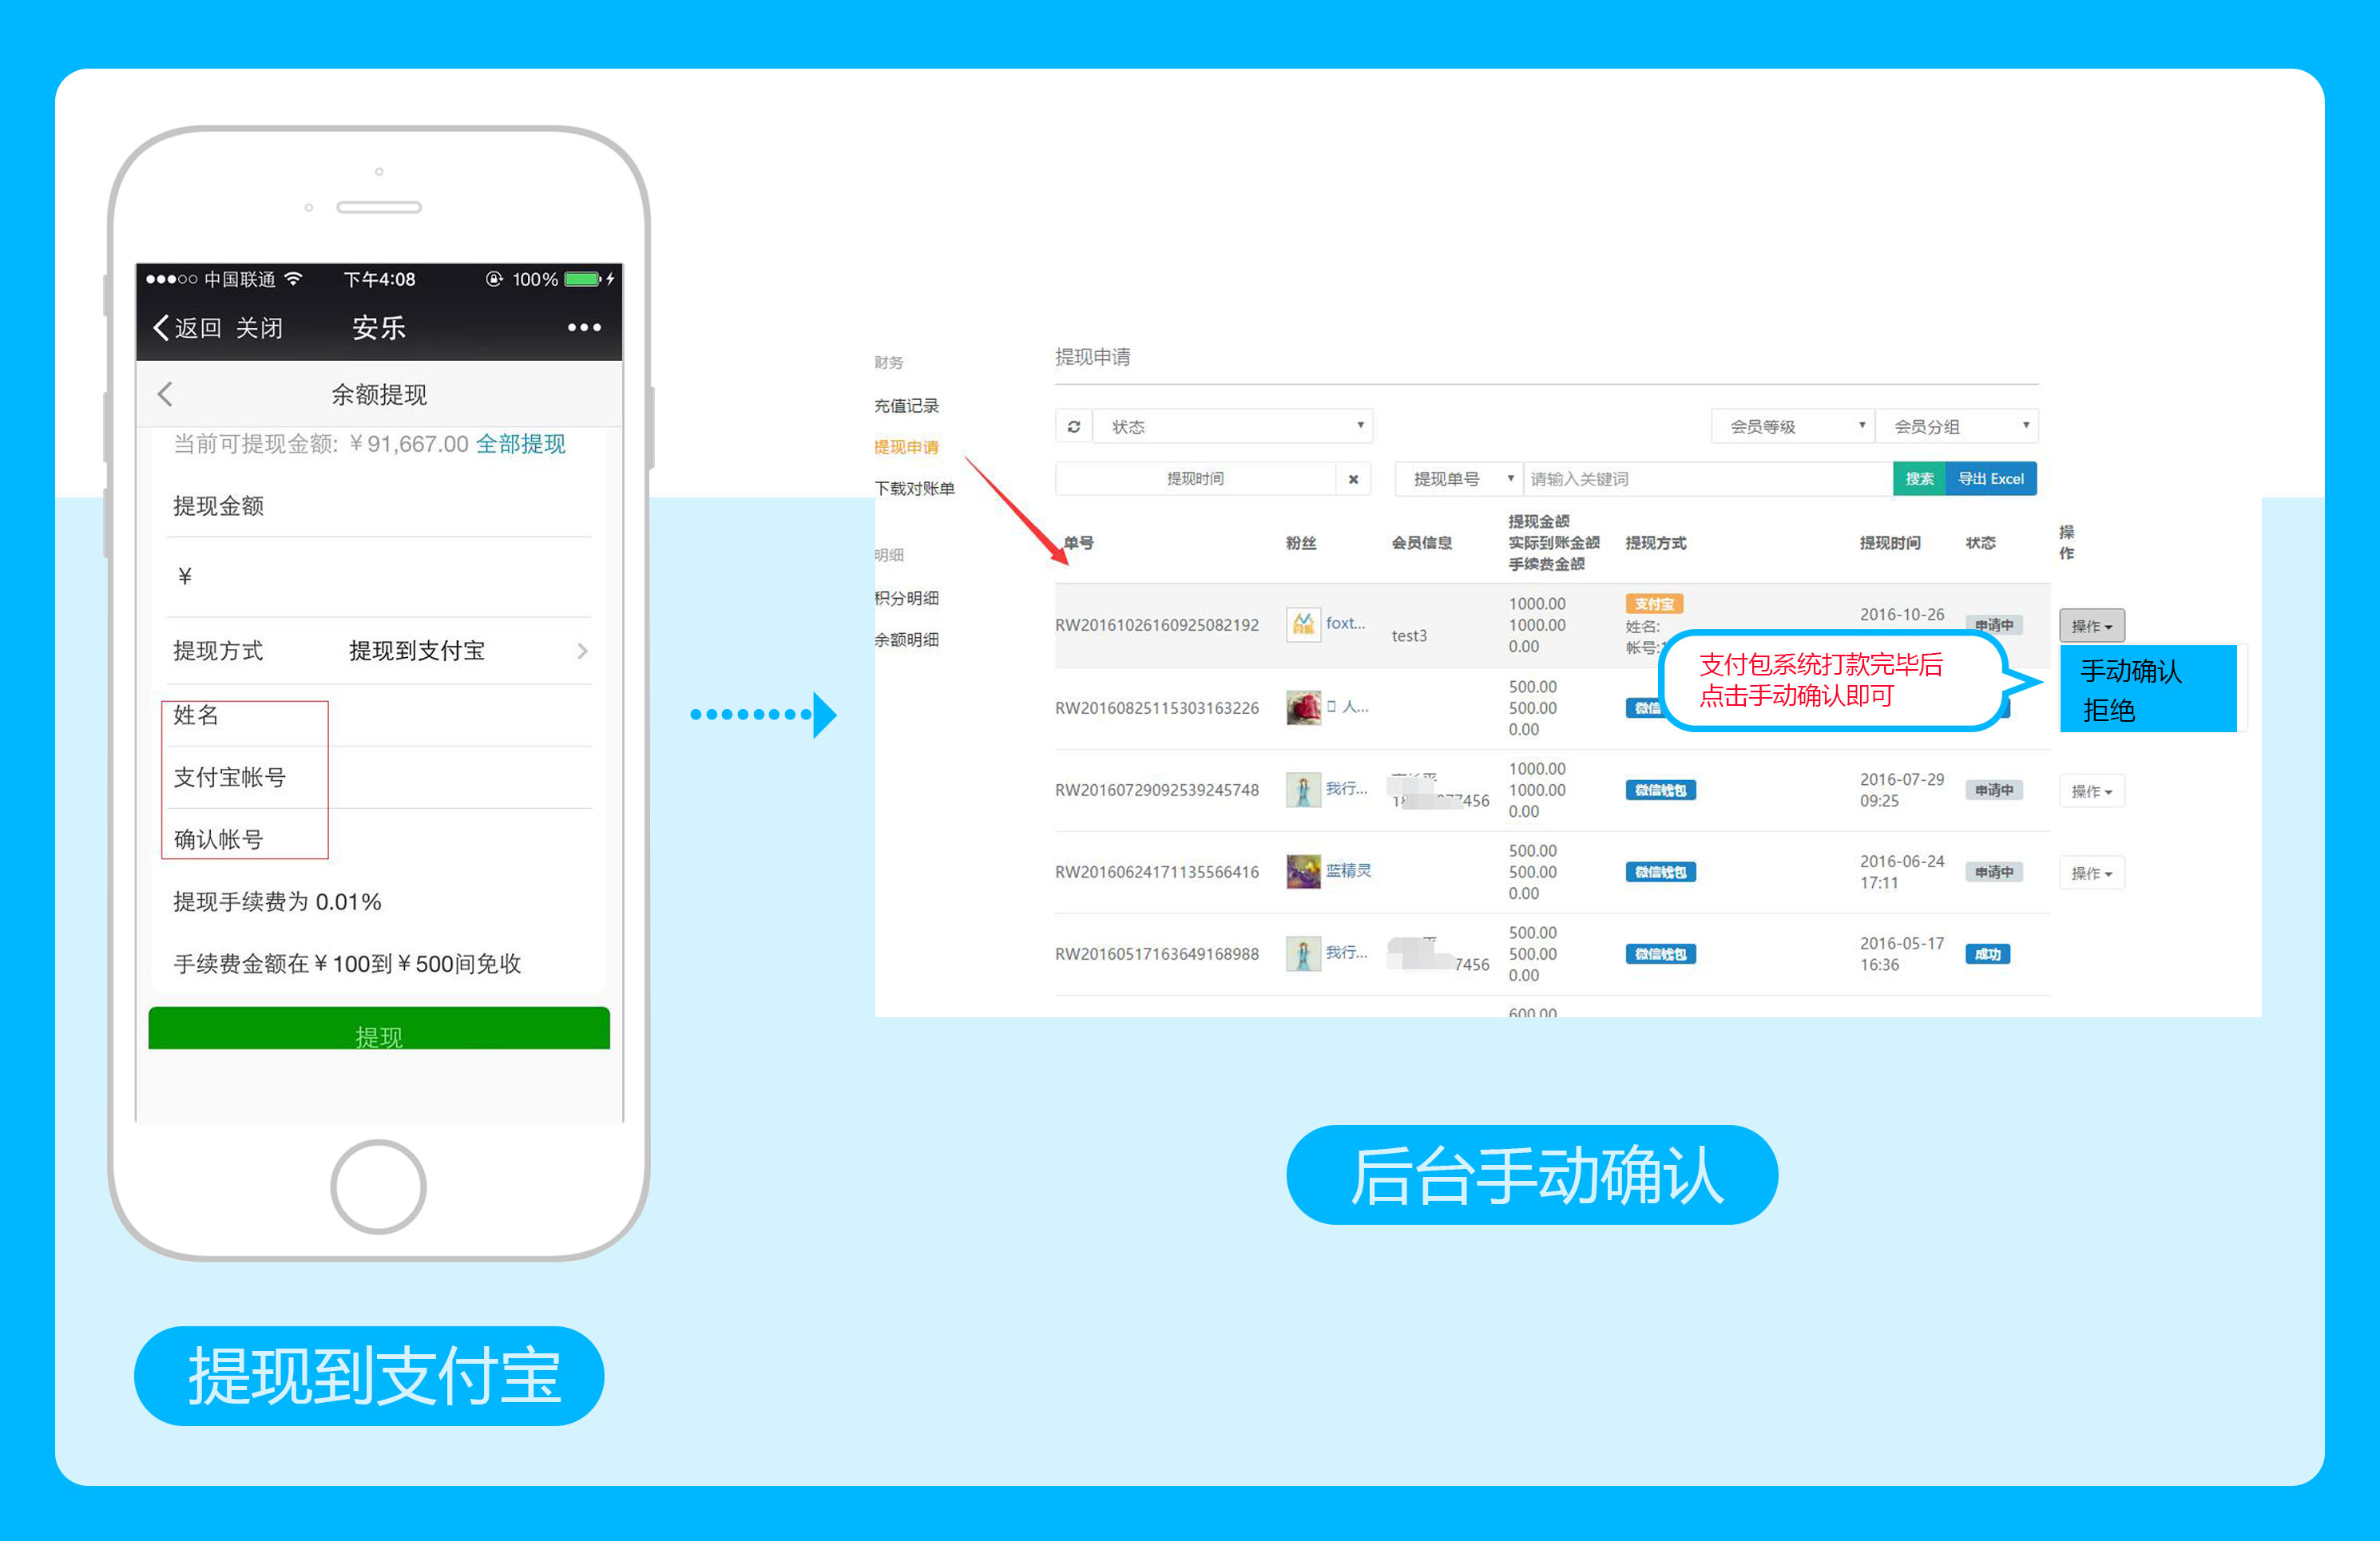 中国联通
下午4:08
100%
返回 关闭
安乐
余额提现
当前可提现金额: ¥91,667.00 全部提现
提现金额
¥
提现方式 提现到支付宝
姓名
支付宝帐号
确认帐号
提现手续费为 0.01%
手续费金额在¥100到¥500间免收
提现
提现到支付宝
财务
充值记录
提现申请
下载对账单
明细
积分明细
余额明细
提现申请
状态
会员等级
会员分组
提现时间
提现单号
请输入关键词
搜索
导出 Excel
单号 粉丝 会员信息 提现金额 提现方式 提现时间 状态 操
实际到账金额
手续费金额
作
RW20161026160925082192 foxt... test3
1000.00
1000.00
0.00
支付宝
姓名:
帐号:
2016-10-26
申请中
操作
支付包系统打款完毕后
点击手动确认即可
手动确认
拒绝
RW20160825115303163226 人...
500.00
500.00
0.00
微信
RW20160729092539245748 我行...
456
1000.00
1000.00
0.00
微信钱包
2016-07-29
09:25
申请中
操作
RW20160624171135566416 蓝精灵
500.00
500.00
0.00
微信钱包
2016-06-24
17:11
申请中
操作
RW20160517163649168988 我行...
7456
500.00
500.00
0.00
微信钱包
2016-05-17
16:36
成功
600.00
后台手动确认